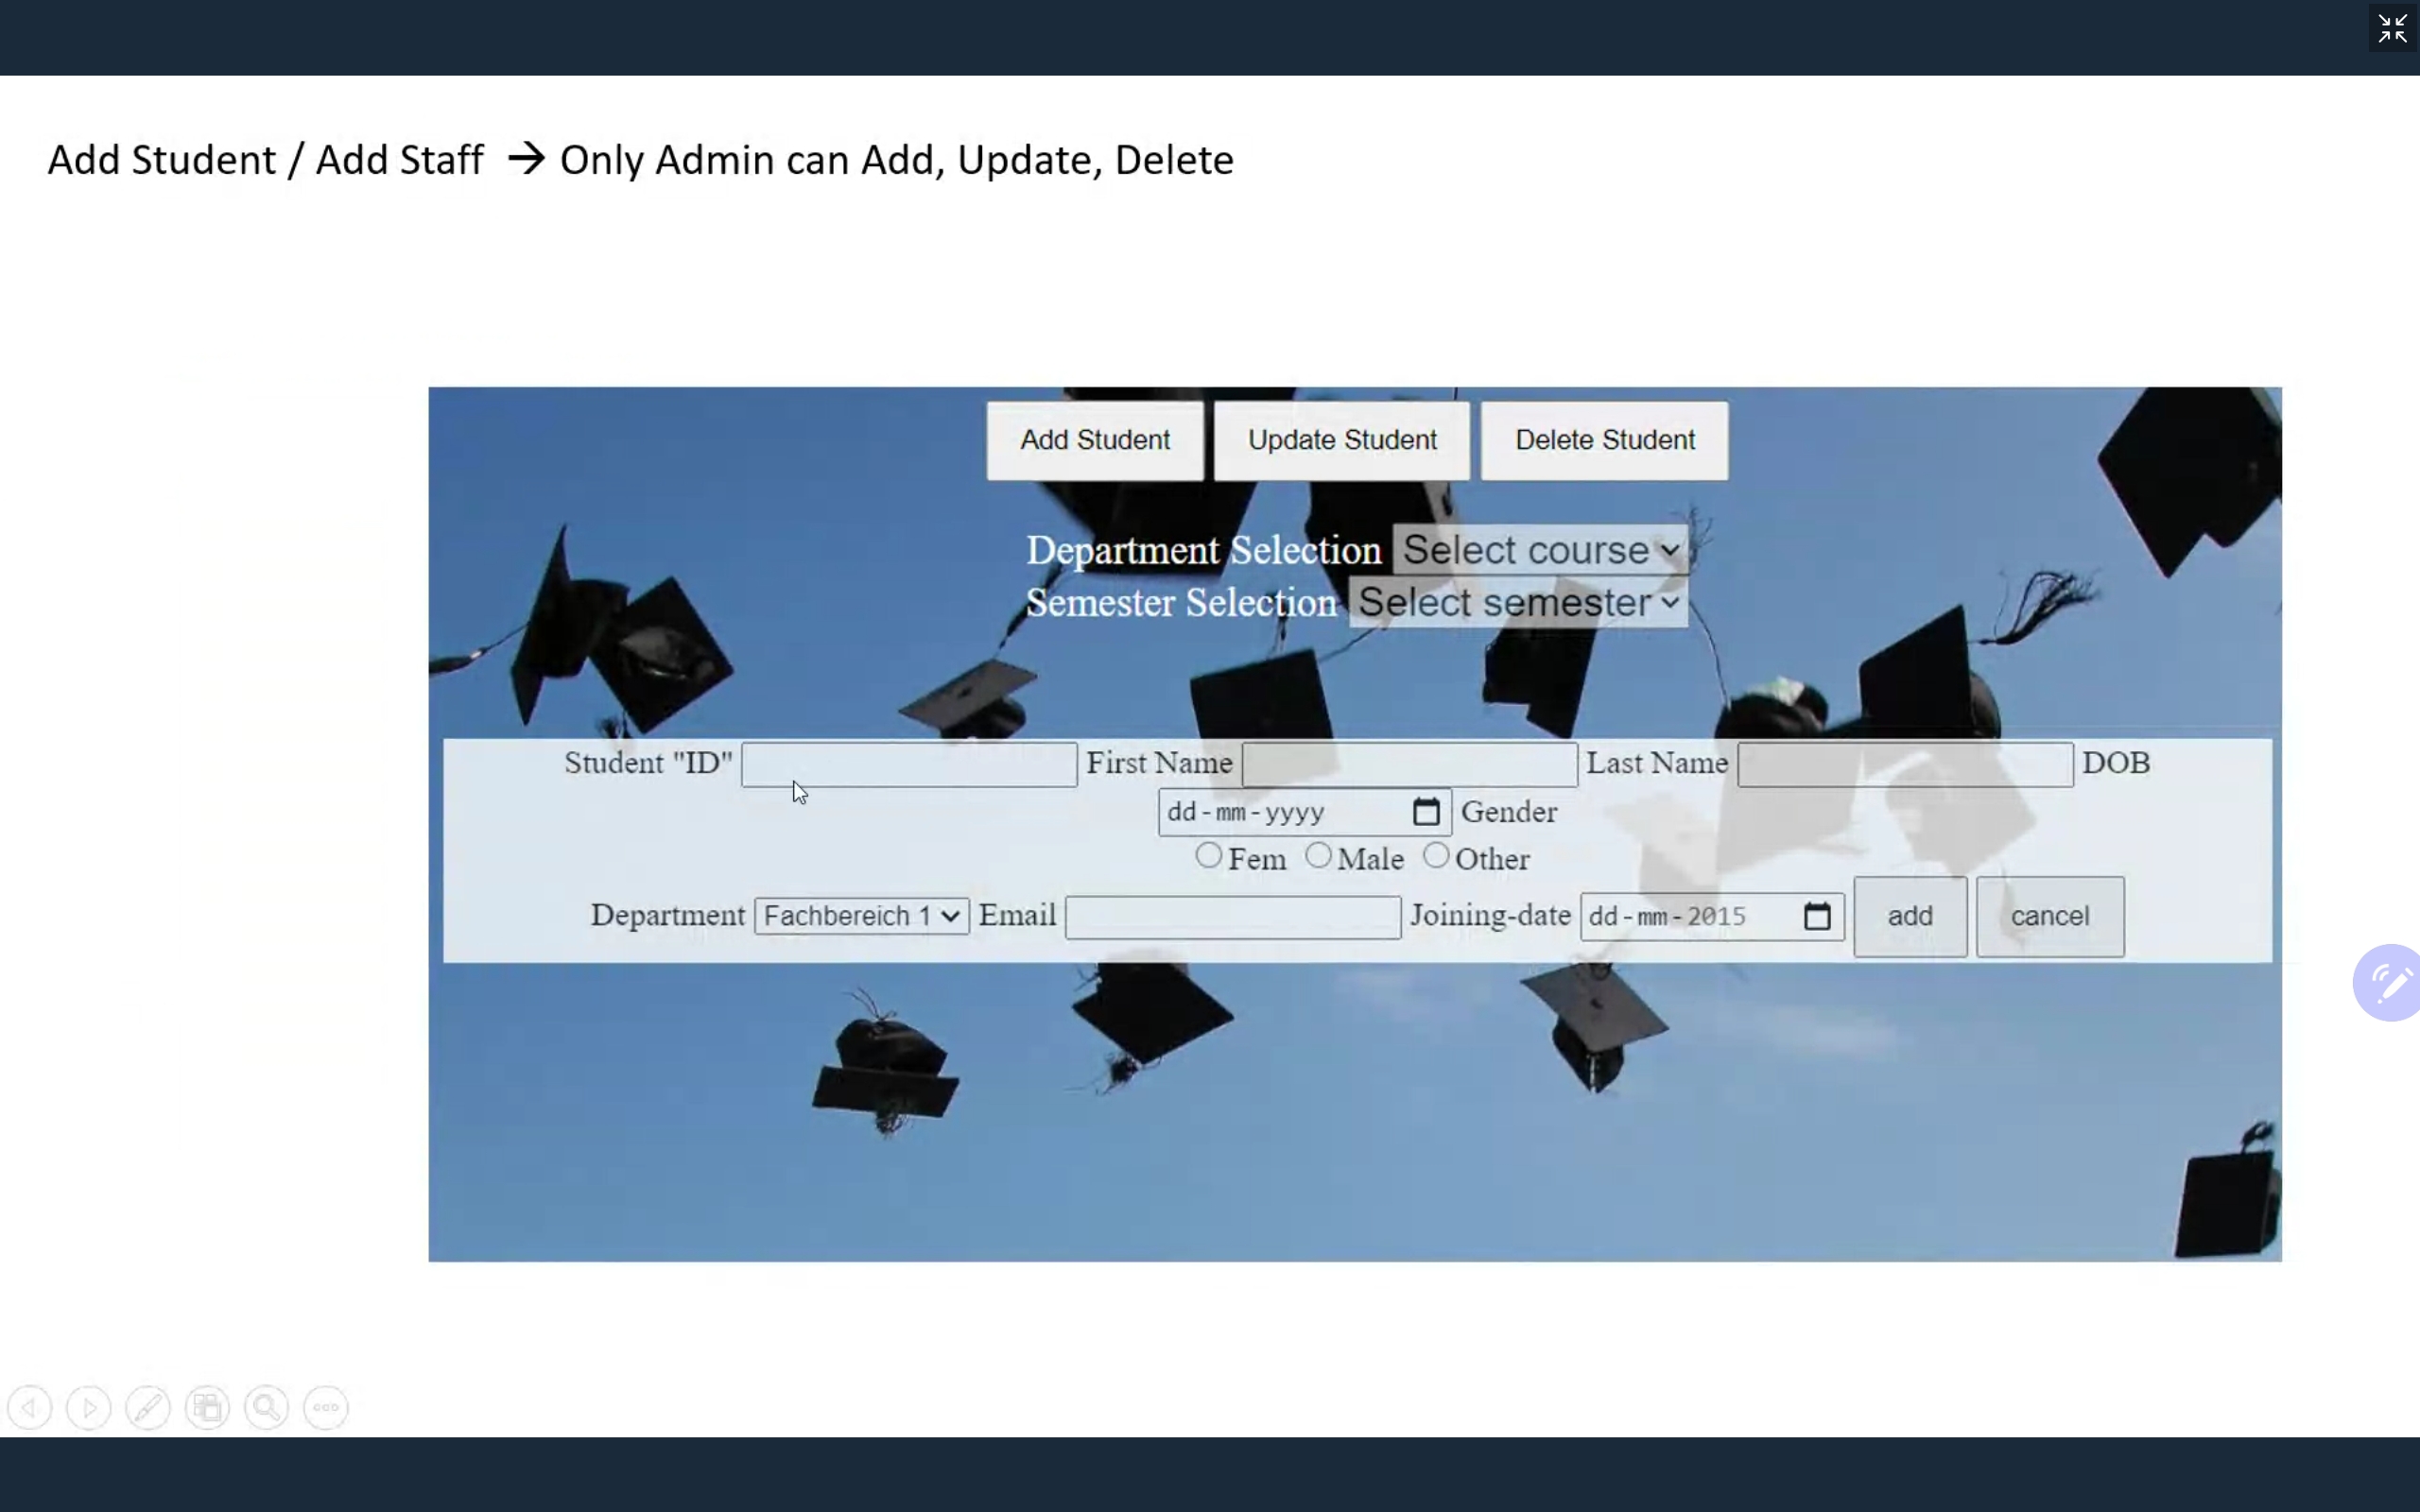 Add Student / Add Staff → Only Admin can Add, Update, Delete
Add Student Update Student Delete Student
Department Selection Select course
Semester Selection Select semester
Student "ID" First Name Last Name DOB
dd-mm-yyyy Gender
Fem Male Other
Department Fachbereich 1 Email Joining-date dd-mm-2015 add cancel